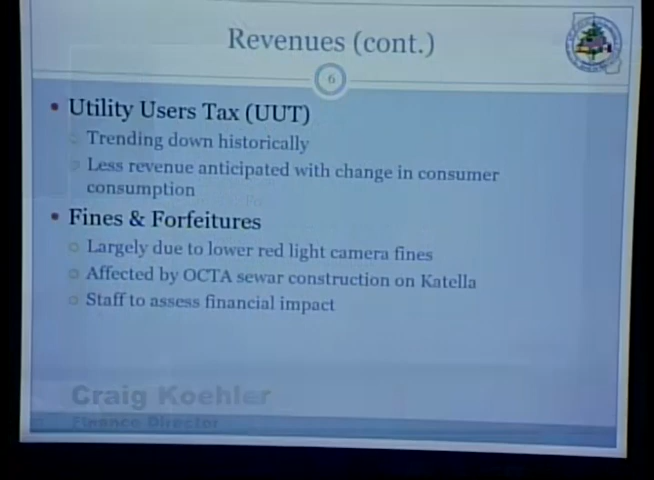 Revenues (cont.)
6
• Utility Users Tax (UUT)
Trending down historically
Less revenue anticipated with change in consumer
consumption
• Fines & Forfeitures
Largely due to lower red light camera fines
Affected by OCTA sewar construction on Katella
Staff to assess financial impact
Craig Koehler
Finance Director